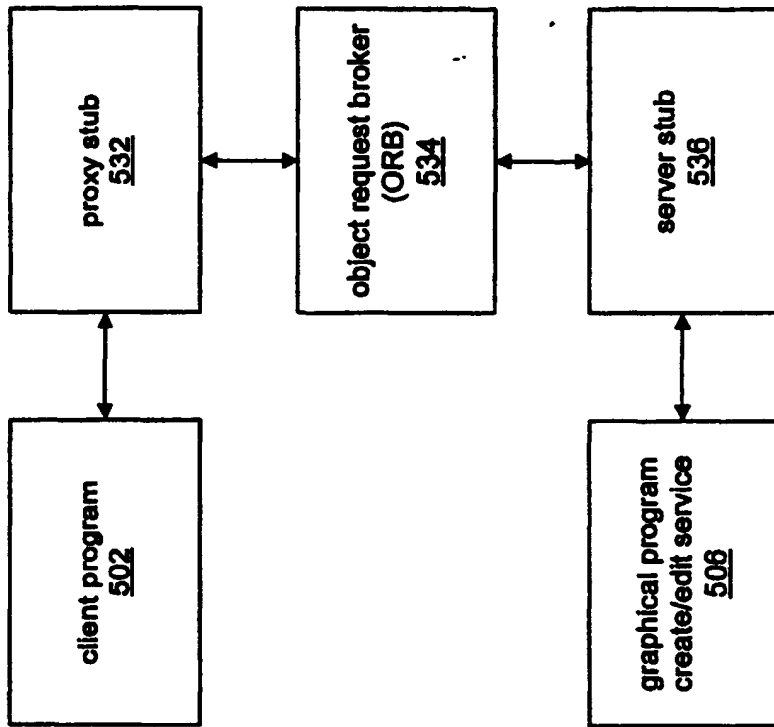 client program
502
proxy stub
532
object request broker
(ORB)
534
graphical program
create/edit service
506
server stub
536